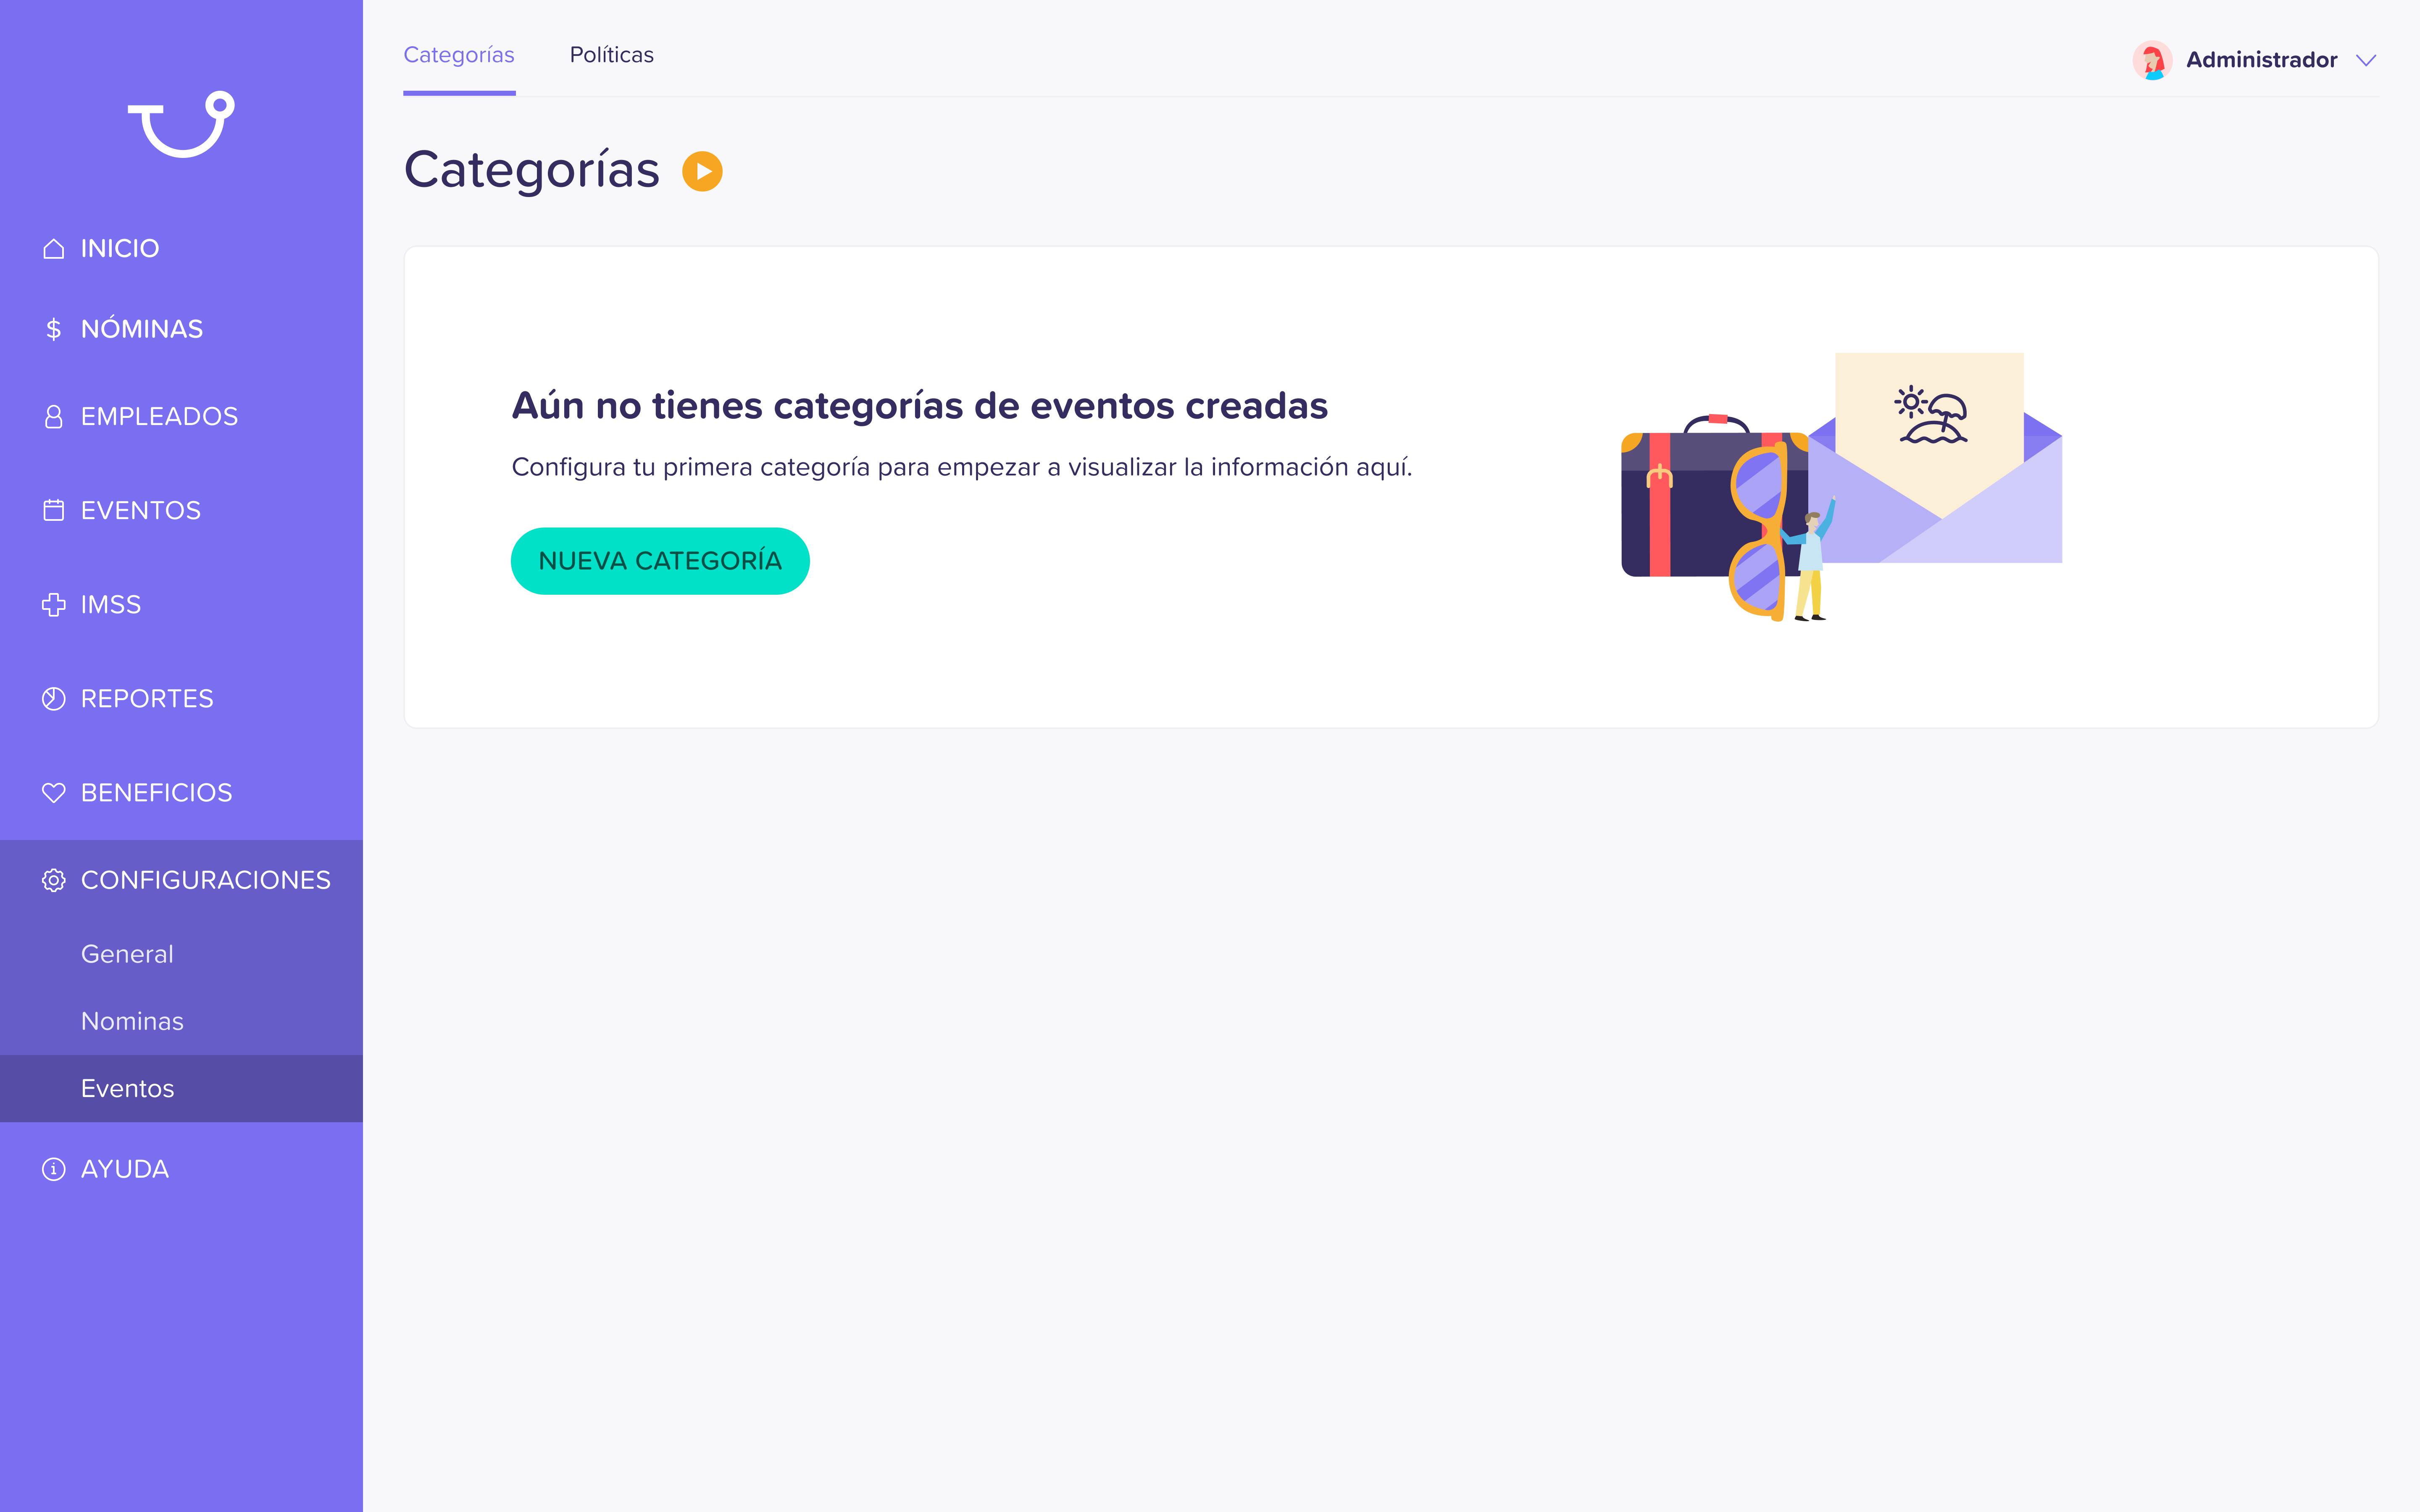 Categorías
Políticas
Administrador
Categorías
INICIO
NÓMINAS
EMPLEADOS
EVENTOS
IMSS
REPORTES
BENEFICIOS
CONFIGURACIONES
General
Nominas
Eventos
AYUDA
Aún no tienes categorías de eventos creadas
Configura tu primera categoría para empezar a visualizar la información aquí.
NUEVA CATEGORÍA